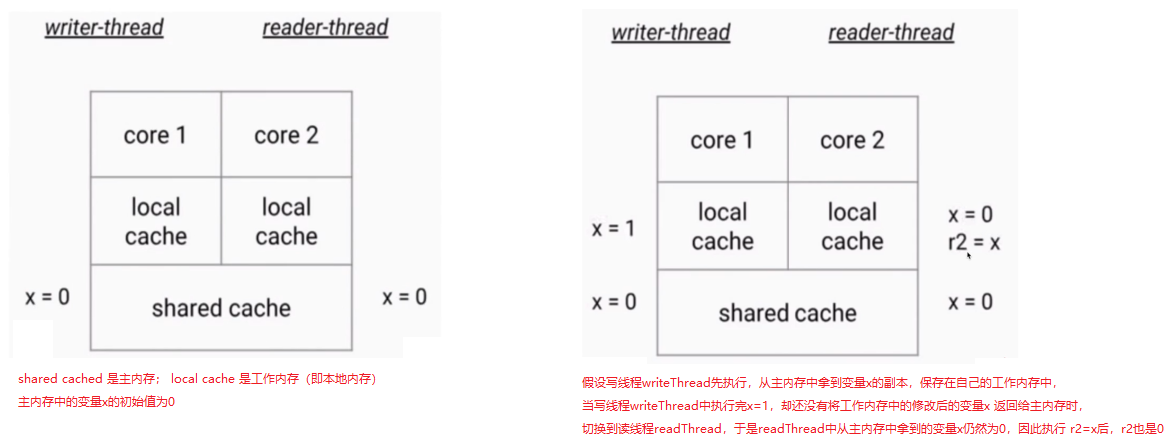 writer-thread
reader-thread
core 1
core 2
local
cache
local
cache
x = 0
shared cache
x = 0
shared cached 是主内存; local cache 是工作内存（即本地内存）
主内存中的变量x的初始值为0
writer-thread
reader-thread
core 1
core 2
x = 1
local
cache
local
cache
x = 0
r2 = x
x = 0
shared cache
x = 0
假设写线程writeThread先执行，从主内存中拿到变量x的副本，保存在自己的工作内存中，
当写线程writeThread中执行完x=1，却还没有将工作内存中的修改后的变量x 返回给主内存时，
切换到读线程readThread，于是readThread中从主内存中拿到的变量x仍然为0，因此执行 r2=x后，r2也是0